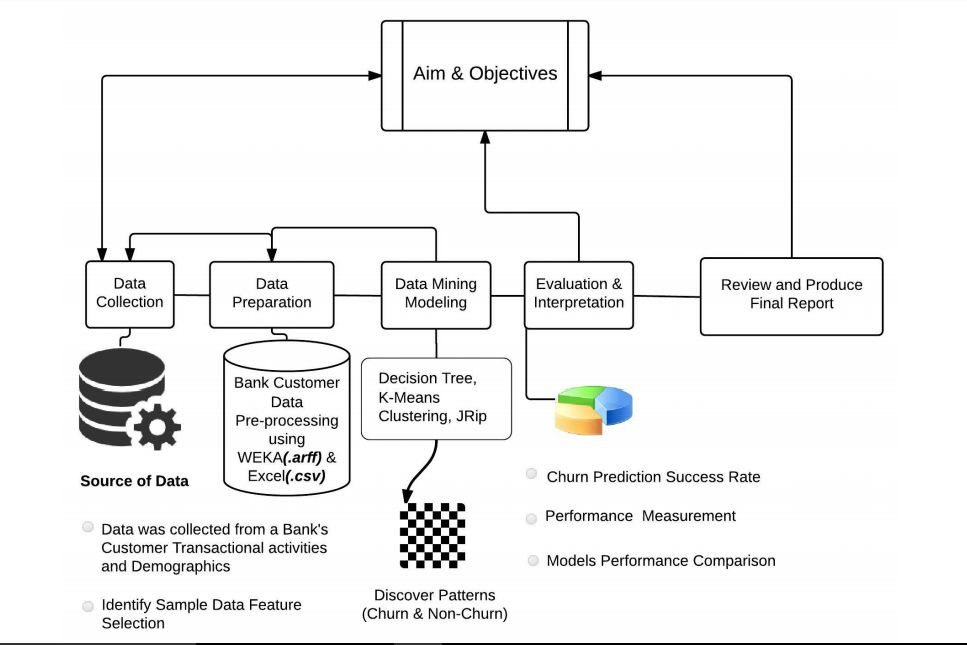 Aim & Objectives
Data
Collection
Data
Preparation
Data Mining
Modeling
Evaluation &
Interpretation
Review and Produce
Final Report
Bank Customer
Data
Pre-processing
using
WEKA(.arff) &
Excel(.csv)
Decision Tree,
K-Means
Clustering, JRip
Source of Data
Data was collected from a Bank's
Customer Transactional activities
and Demographics
Identify Sample Data Feature
Selection
Discover Patterns
(Churn & Non-Churn)
Churn Prediction Success Rate
Performance Measurement
Models Performance Comparison